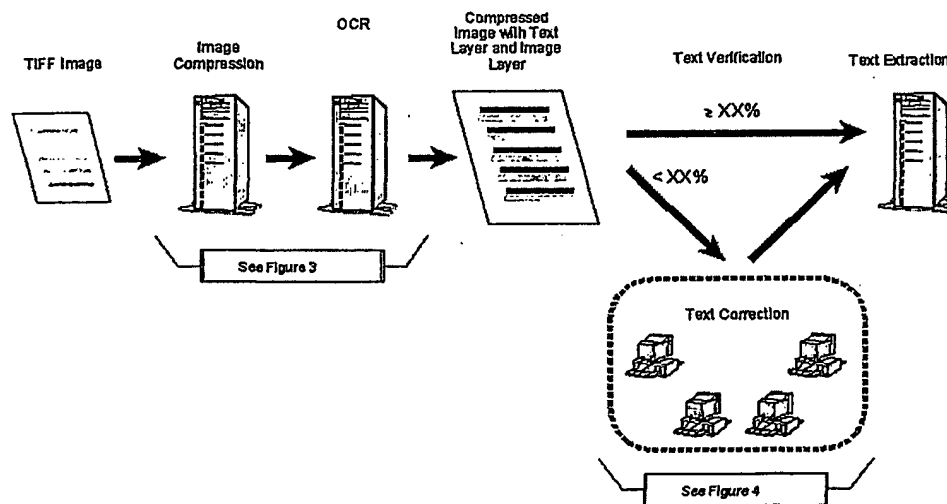 TIFF Image
Image
Compression
OCR
Compressed
Image with Text
Layer and Image
Layer
Text Verification
Text Extraction
≥ XX%
< XX%
See Figure 3
Text Correction
See Figure 4